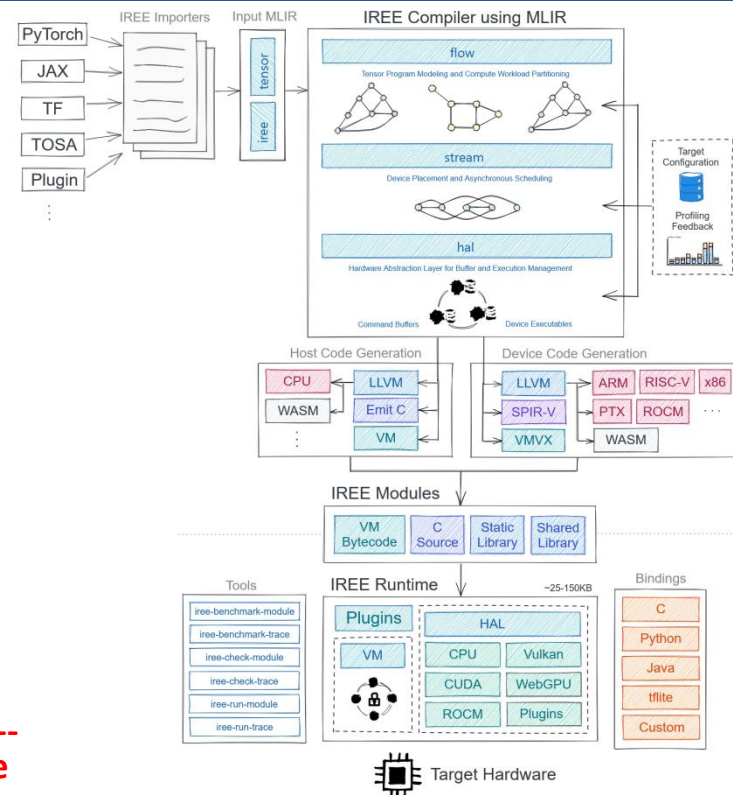 IREE Importers
Input MLIR
IREE Compiler using MLIR
PyTorch
JAX
TF
TOSA
Plugin
tensor
iree
flow
Tensor Program Modeling and Compute Workload Partitioning
stream
Device Placement and Asynchronous Scheduling
hal
Hardware Abstraction Layer for Buffer and Execution Management
Command Buffers
Device Executables
Target
Configuration
Profiling
Feedback
Host Code Generation
CPU
LLVM
WASM
Emit C
VM
Device Code Generation
LLVM
ARM
RISC-V
x86
SPIR-V
PTX
ROCM
...
VMVX
WASM
IREE Modules
VM
Bytecode
C
Source
Static
Library
Shared
Library
Tools
iree-benchmark-module
iree-benchmark-trace
iree-check-module
iree-check-trace
iree-run-module
iree-run-trace
IREE Runtime
~25-150KB
Plugins
VM
HAL
CPU
Vulkan
CUDA
WebGPU
ROCM
Plugins
Bindings
C
Python
Java
tflite
Custom
--
e
Target Hardware